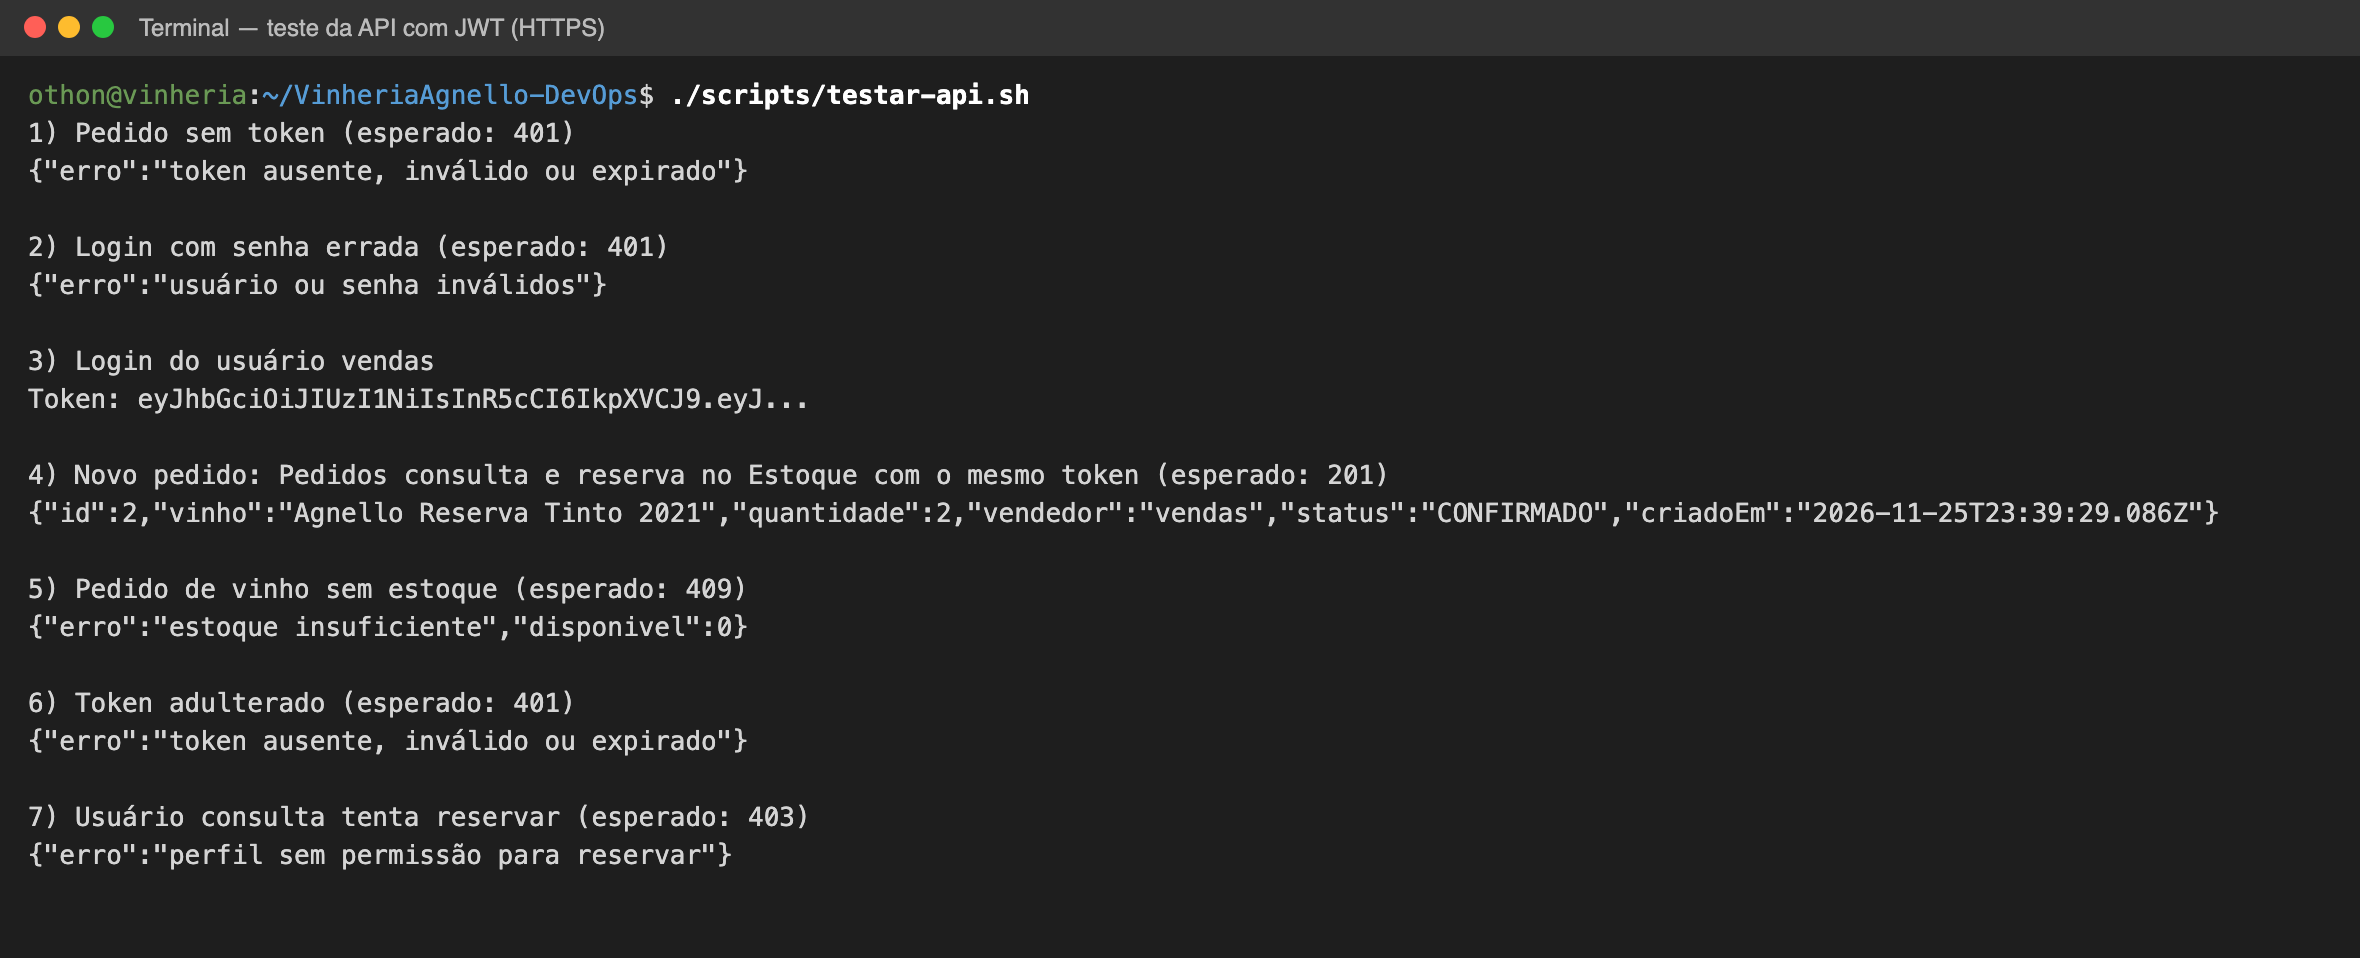 Terminal — teste da API com JWT (HTTPS)
othon@vinheria:~/VinheriaAgnello-DevOps$ ./scripts/testar-api.sh
1) Pedido sem token (esperado: 401)
{"erro":"token ausente, inválido ou expirado"}
2) Login com senha errada (esperado: 401)
{"erro":"usuário ou senha inválidos"}
3) Login do usuário vendas
Token: eyJhbGciOiJIUzI1NiIsInR5cCI6IkpXVCJ9.eyJ...
4) Novo pedido: Pedidos consulta e reserva no Estoque com o mesmo token (esperado: 201)
{"id":2,"vinho":"Agnello Reserva Tinto 2021","quantidade":2,"vendedor":"vendas","status":"CONFIRMADO","criadoEm":"2026-11-25T23:39:29.086Z"}
5) Pedido de vinho sem estoque (esperado: 409)
{"erro":"estoque insuficiente","disponivel":0}
6) Token adulterado (esperado: 401)
{"erro":"token ausente, inválido ou expirado"}
7) Usuário consulta tenta reservar (esperado: 403)
{"erro":"perfil sem permissão para reservar"}